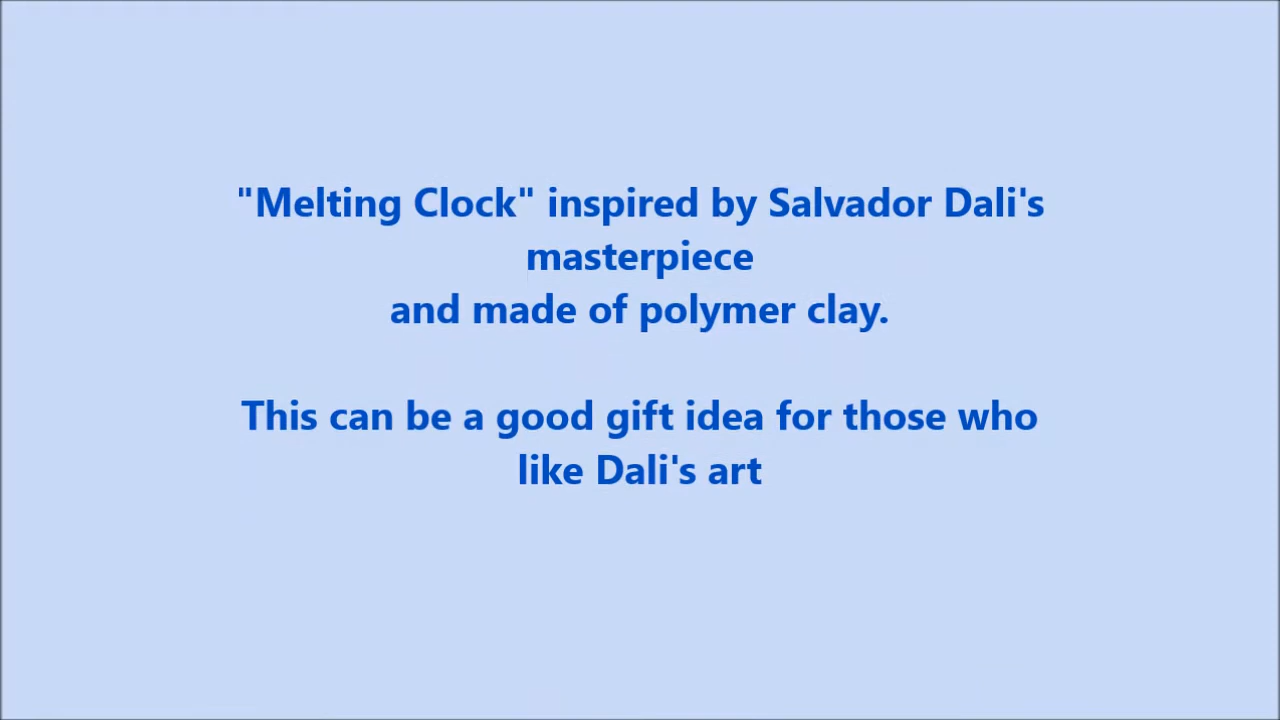 "Melting Clock" inspired by Salvador Dali's
masterpiece
and made of polymer clay.
This can be a good gift idea for those who
like Dali's art